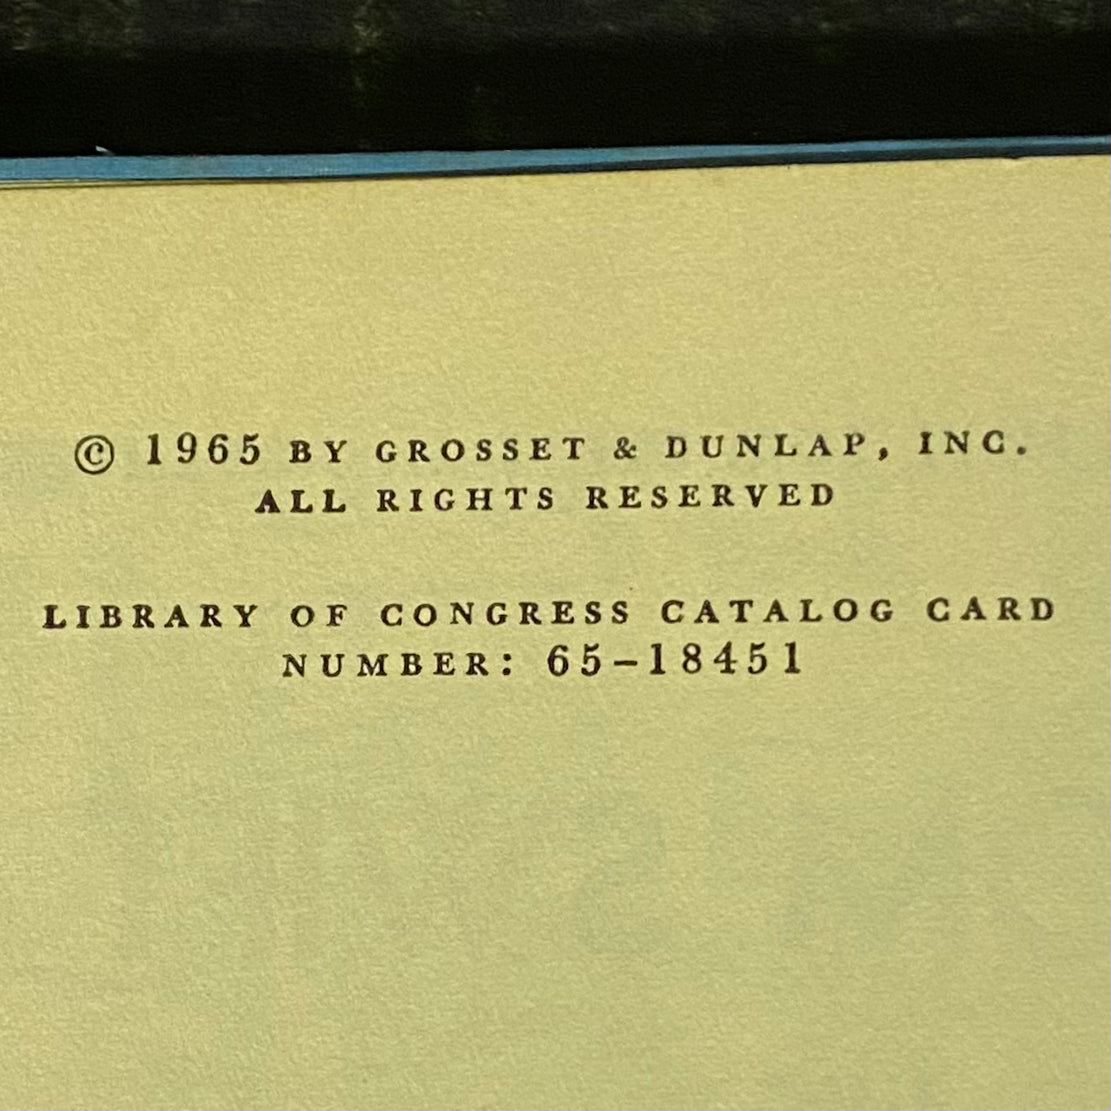 © 1965 BY GROSSET & DUNLAP, INC.
ALL RIGHTS RESERVED
LIBRARY OF CONGRESS CATALOG CARD
NUMBER: 65-18451